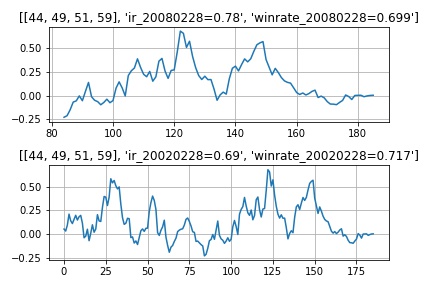 [[44, 49, 51, 59], 'ir_20080228=0.78', 'winrate_20080228=0.699']
0.50
0.25
0.00
-0.25
80 100 120 140 160 180
[[44, 49, 51, 59], 'ir_20020228=0.69', 'winrate_20020228=0.717']
0.50
0.25
0.00
-0.25
0 25 50 75 100 125 150 175